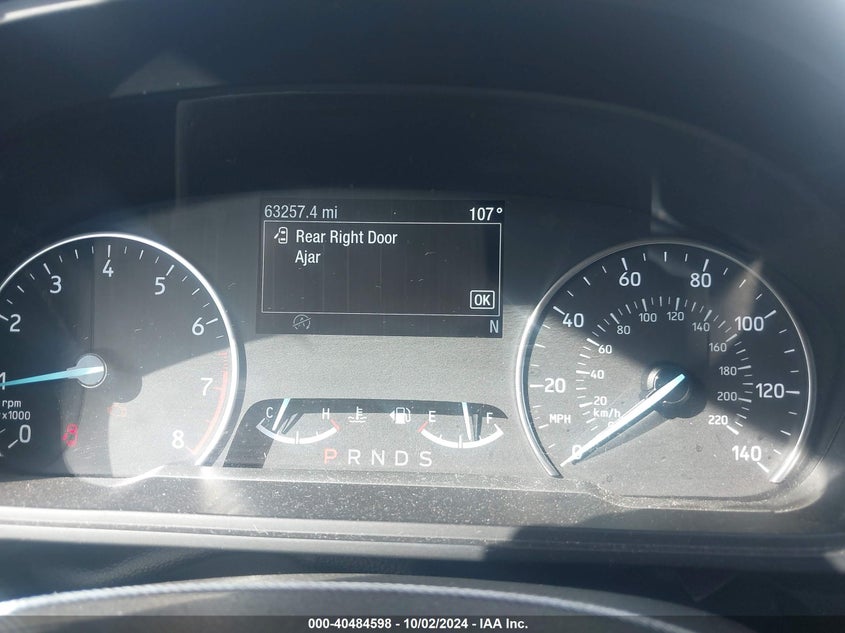 63257.4 mi 107°
Rear Right Door
Ajar
OK
N
0 1 2 3 4 5 6 7 8
rpm
x1000
0 20 40 60 80 100 120 140
MPH
20 40 60 80 100 120 140 160 180 200 220
km/h
C H E F
P R N D S
000-40484598 - 10/02/2024 - IAA Inc.